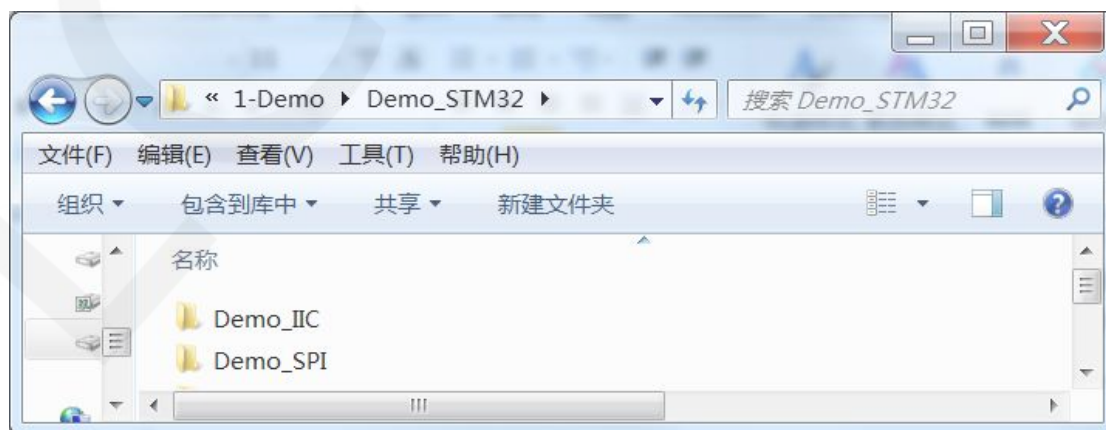 « 1-Demo ▸ Demo_STM32 ▸ 搜索 Demo_STM32
文件(F) 编辑(E) 查看(V) 工具(T) 帮助(H)
组织 包含到库中 共享 新建文件夹
名称
Demo_IIC
Demo_SPI